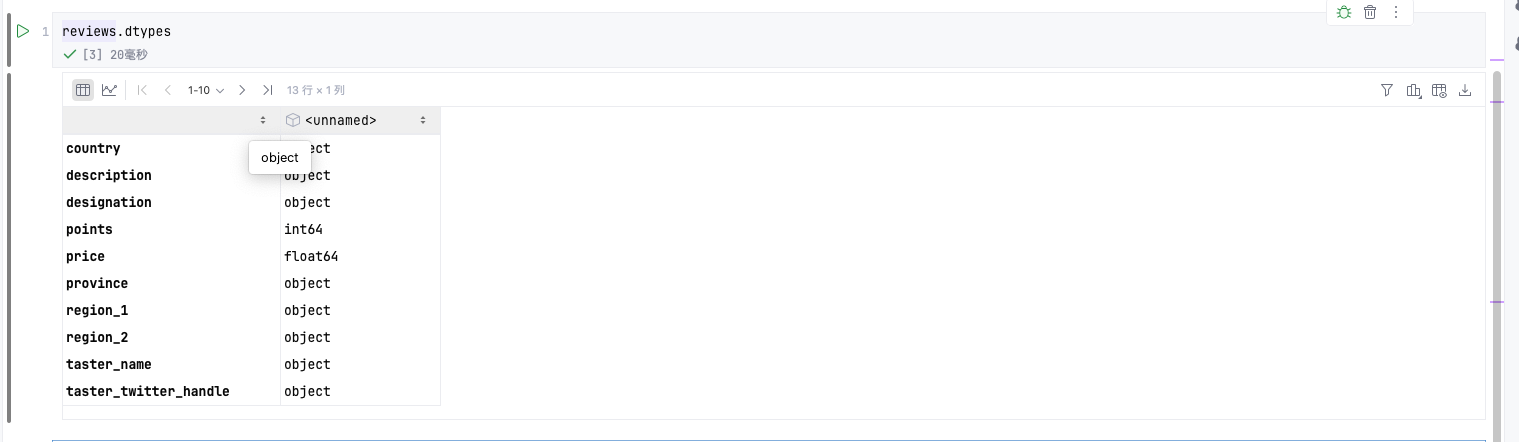 1 reviews.dtypes
[3] 20毫秒
1-10 13 行 × 1 列
<unnamed>
country
object
description object
designation object
points int64
price float64
province object
region_1 object
region_2 object
taster_name object
taster_twitter_handle object